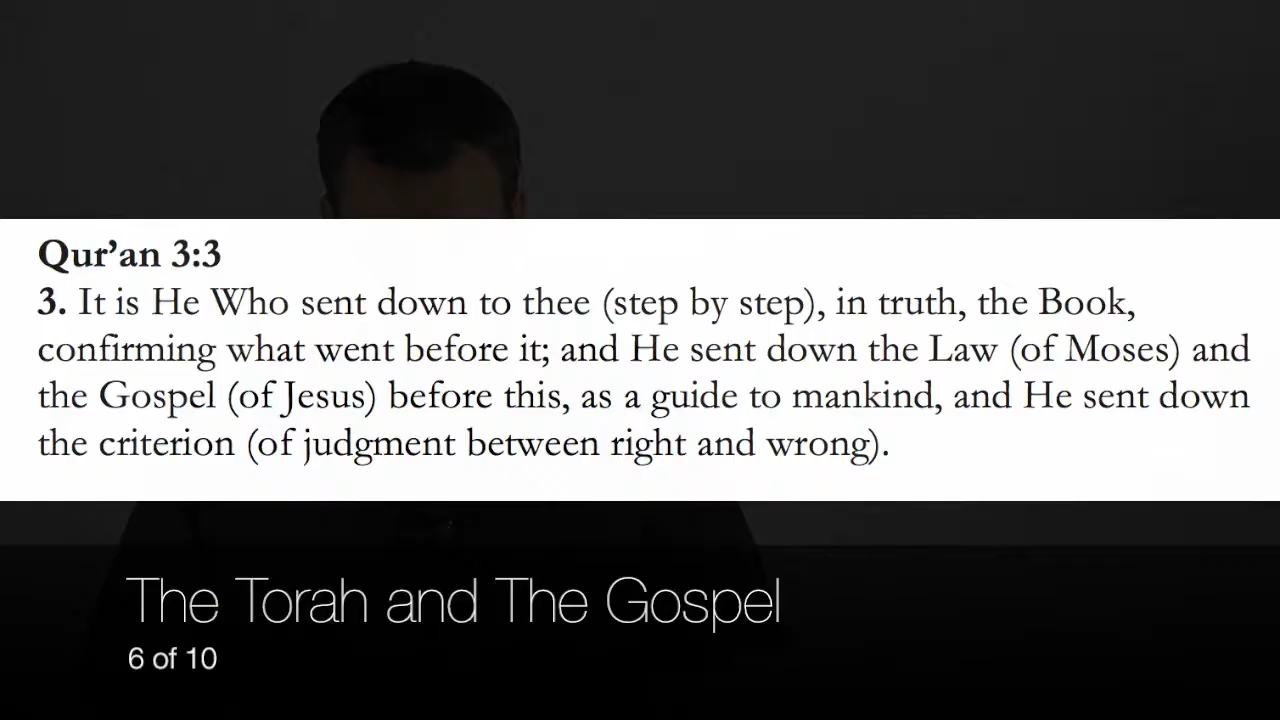 Qur’an 3:3
3. It is He Who sent down to thee (step by step), in truth, the Book,
confirming what went before it; and He sent down the Law (of Moses) and
the Gospel (of Jesus) before this, as a guide to mankind, and He sent down
the criterion (of judgment between right and wrong).
The Torah and The Gospel
6 of 10